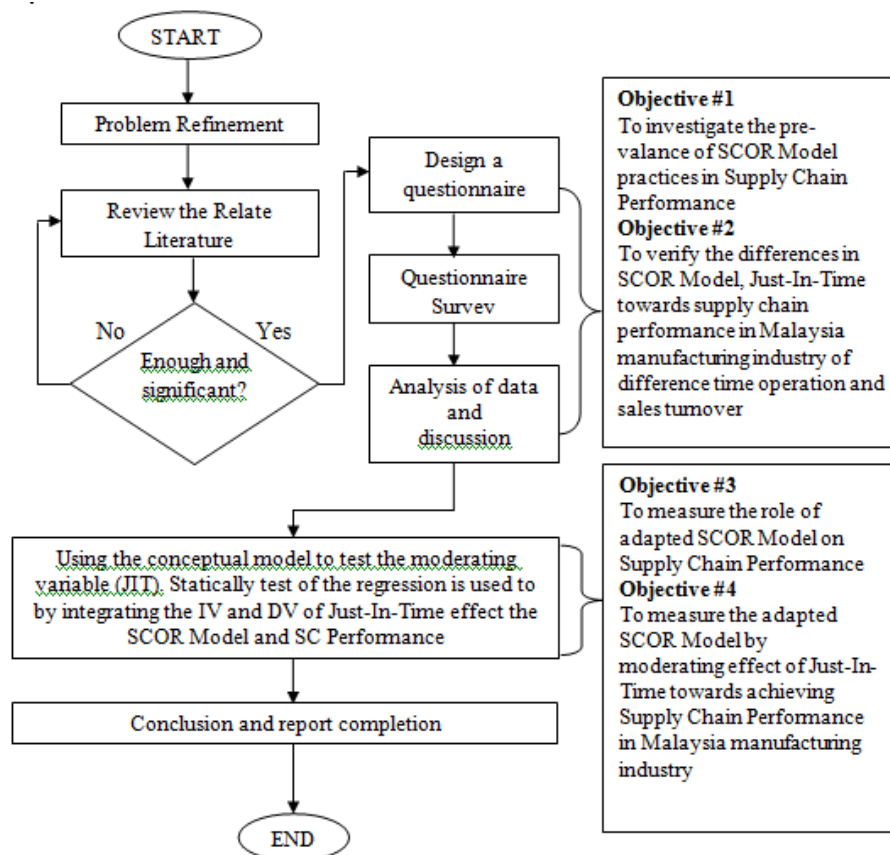 START
Problem Refinement
Review the Relate
Literature
No
Yes
Enough and
significant?
Design a
questionnaire
Questionnaire
Survev
Analysis of data
and
discussion
Objective #1
To investigate the pre-
valance of SCOR Model
practices in Supply Chain
Performance
Objective #2
To verify the differences in
SCOR Model, Just-In-Time
towards supply chain
performance in Malaysia
manufacturing industry of
difference time operation and
sales turnover
Using the conceptual model to test the moderating
variable (JIT). Statically test of the regression is used to
by integrating the IV and DV of Just-In-Time effect the
SCOR Model and SC Performance
Objective #3
To measure the role of
adapted SCOR Model on
Supply Chain Performance
Objective #4
To measure the adapted
SCOR Model by
moderating effect of Just-In-
Time towards achieving
Supply Chain Performance
in Malaysia manufacturing
industry
Conclusion and report completion
END